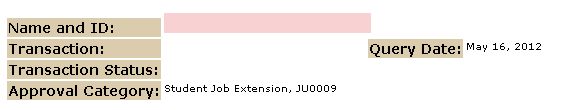 Name and ID:
Transaction: Query Date: May 16, 2012
Transaction Status:
Approval Category: Student Job Extension, JU0009